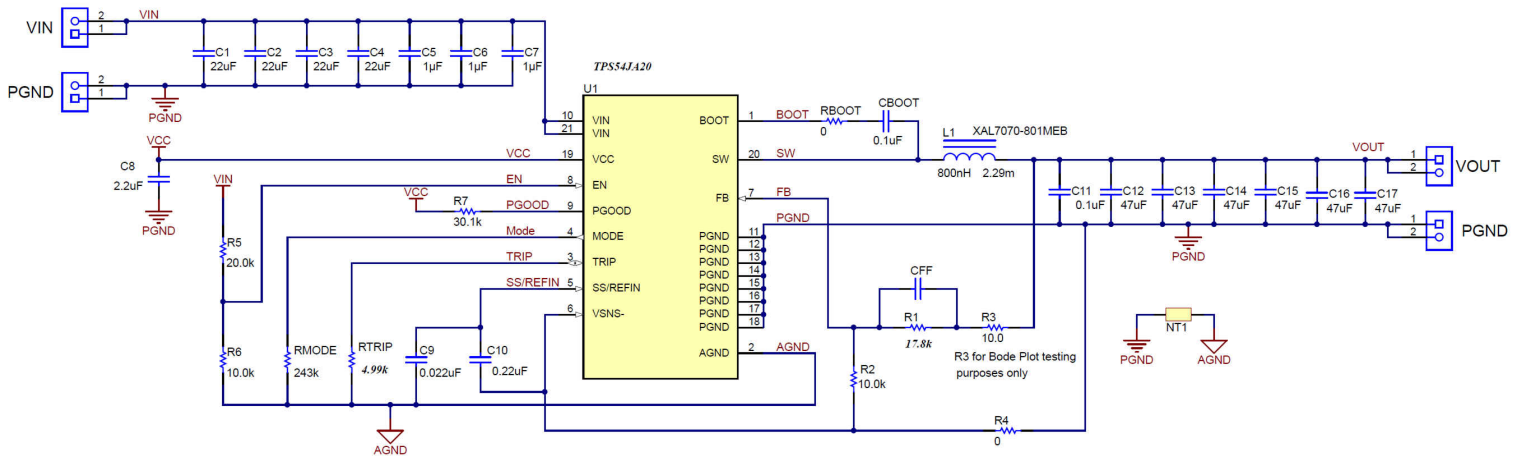 VIN
2
1
VIN
PGND
2
1
PGND
C1
22uF
C2
22uF
C3
22uF
C4
22uF
C5
1µF
C6
1µF
C7
1µF
TPS54JA20
U1
10
VIN
21
VIN
VCC
VCC
19
VCC
C8
2.2uF
PGND
EN
8
EN
VIN
VCC
R7
30.1k
PGOOD
9
PGOOD
Mode
4
MODE
TRIP
3
TRIP
SS/REFIN
5
SS/REFIN
6
VSNS-
R5
20.0k
R6
10.0k
RMODE
243k
RTRIP
4.99k
C9
0.022uF
C10
0.22uF
AGND
BOOT
1
BOOT
RBOOT
0
CBOOT
0.1uF
SW
20
SW
L1
XAL7070-801MEB
800nH
2.29m
FB
7
FB
PGND
PGND
11
PGND
12
PGND
13
PGND
14
PGND
15
PGND
16
PGND
17
PGND
18
AGND
2
AGND
CFF
R1
17.8k
R3
10.0
R3 for Bode Plot testing
purposes only
R2
10.0k
R4
0
C11
0.1uF
C12
47uF
C13
47uF
C14
47uF
C15
47uF
C16
47uF
C17
47uF
VOUT
1
2
VOUT
1
2
PGND
PGND
NT1
PGND
AGND